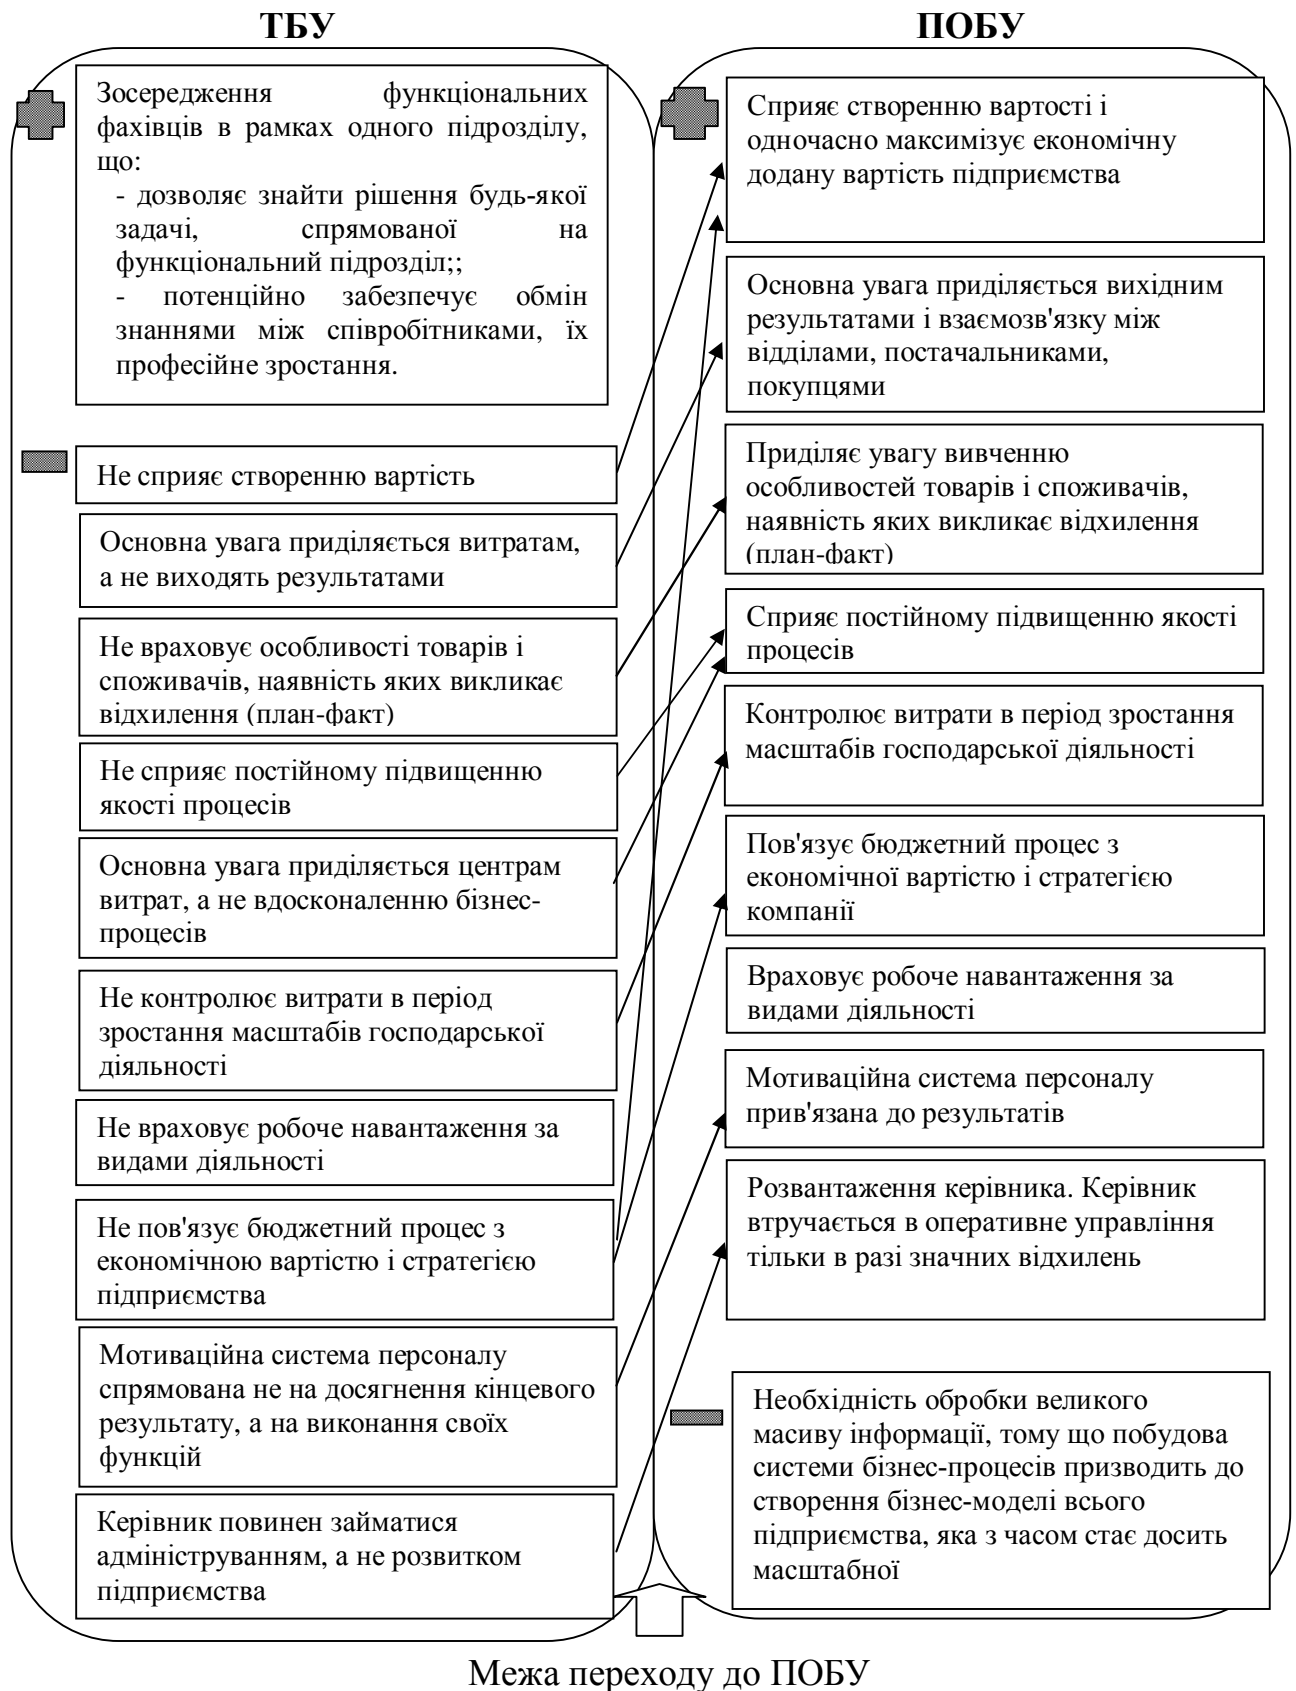 ТБУ
Зосередження функціональних
фахівців в рамках одного підрозділу,
що:
- дозволяє знайти рішення будь-якої
задачі, спрямованої на
функціональний підрозділ;;
- потенційно забезпечує обмін
знаннями між співробітниками, їх
професійне зростання.
Не сприяє створенню вартість
Основна увага приділяється витратам,
а не виходять результатами
Не враховує особливості товарів і
споживачів, наявність яких викликає
відхилення (план-факт)
Не сприяє постійному підвищенню
якості процесів
Основна увага приділяється центрам
витрат, а не вдосконаленню бізнес-
процесів
Не контролює витрати в період
зростання масштабів господарської
діяльності
Не враховує робоче навантаження за
видами діяльності
Не пов'язує бюджетний процес з
економічною вартістю і стратегією
підприємства
Мотиваційна система персоналу
спрямована не на досягнення кінцевого
результату, а на виконання своїх
функцій
Керівник повинен займатися
адмініструванням, а не розвитком
підприємства
ПОБУ
Сприяє створенню вартості і
одночасно максимізує економічну
додану вартість підприємства
Основна увага приділяється вихідним
результатами і взаємозв'язку між
відділами, постачальниками,
покупцями
Приділяє увагу вивченню
особливостей товарів і споживачів,
наявність яких викликає відхилення
(план-факт)
Сприяє постійному підвищенню якості
процесів
Контролює витрати в період зростання
масштабів господарської діяльності
Пов'язує бюджетний процес з
економічної вартістю і стратегією
компанії
Враховує робоче навантаження за
видами діяльності
Мотиваційна система персоналу
прив'язана до результатів
Розвантаження керівника. Керівник
втручається в оперативне управління
тільки в разі значних відхилень
Необхідність обробки великого
масиву інформації, тому що побудова
системи бізнес-процесів призводить до
створення бізнес-моделі всього
підприємства, яка з часом стає досить
масштабної
Межа переходу до ПОБУ